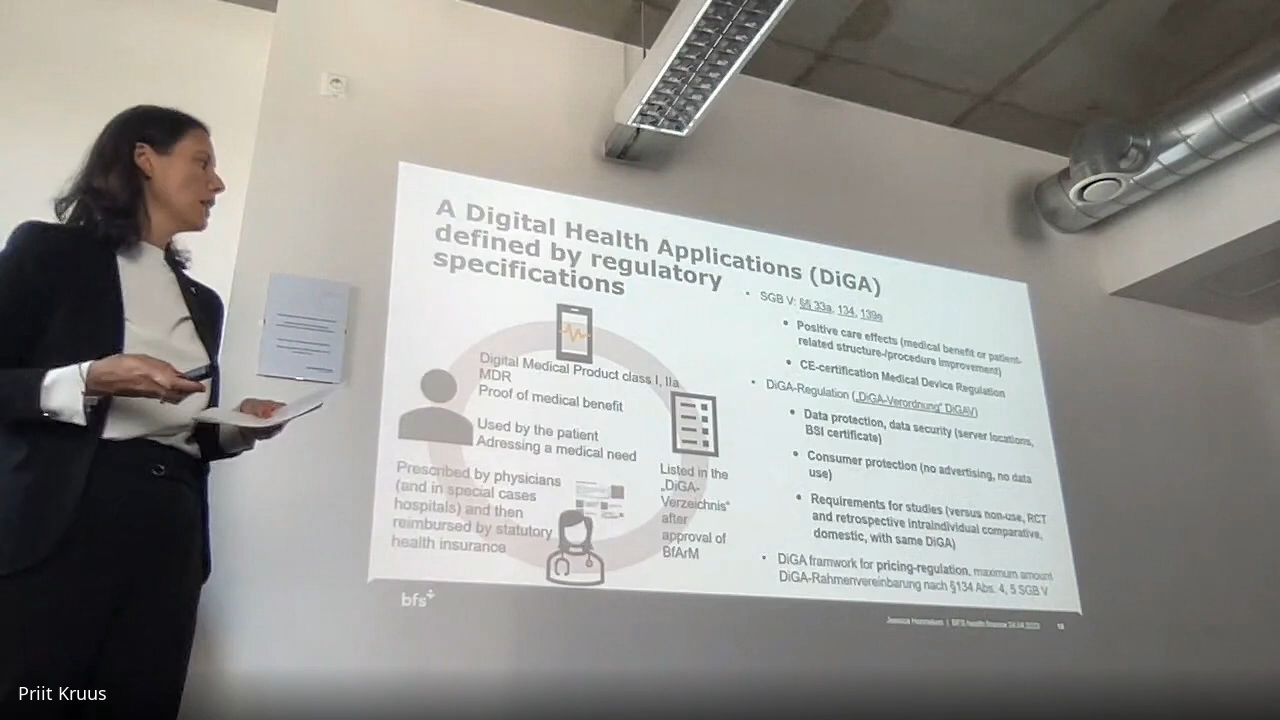 A Digital Health Applications (DiGA)
defined by regulatory
specifications
Digital Medical Product class I, IIa
MDR
Proof of medical benefit
Used by the patient
Adressing a medical need
Prescribed by physicians
(and in special cases
hospitals) and then
reimbursed by statutory
health insurance
Listed in the
„DiGA-
Verzeichnis“
after
approval of
BfArM
• SGB V: §§ 33a, 134, 139e
• Positive care effects (medical benefit or patient-
related structure-/procedure improvement)
• CE-certification Medical Device Regulation
• DiGA-Regulation („DiGA-Verordnung“ DiGAV)
• Data protection, data security (server locations,
BSI certificate)
• Consumer protection (no advertising, no data
use)
• Requirements for studies (versus non-use, RCT
and retrospective intraindividual comparative,
domestic, with same DiGA)
• DiGA framwork for pricing-regulation, maximum amount
DiGA-Rahmenvereinbarung nach §134 Abs. 4, 5 SGB V
bfs
BFS health finance
Priit Kruus